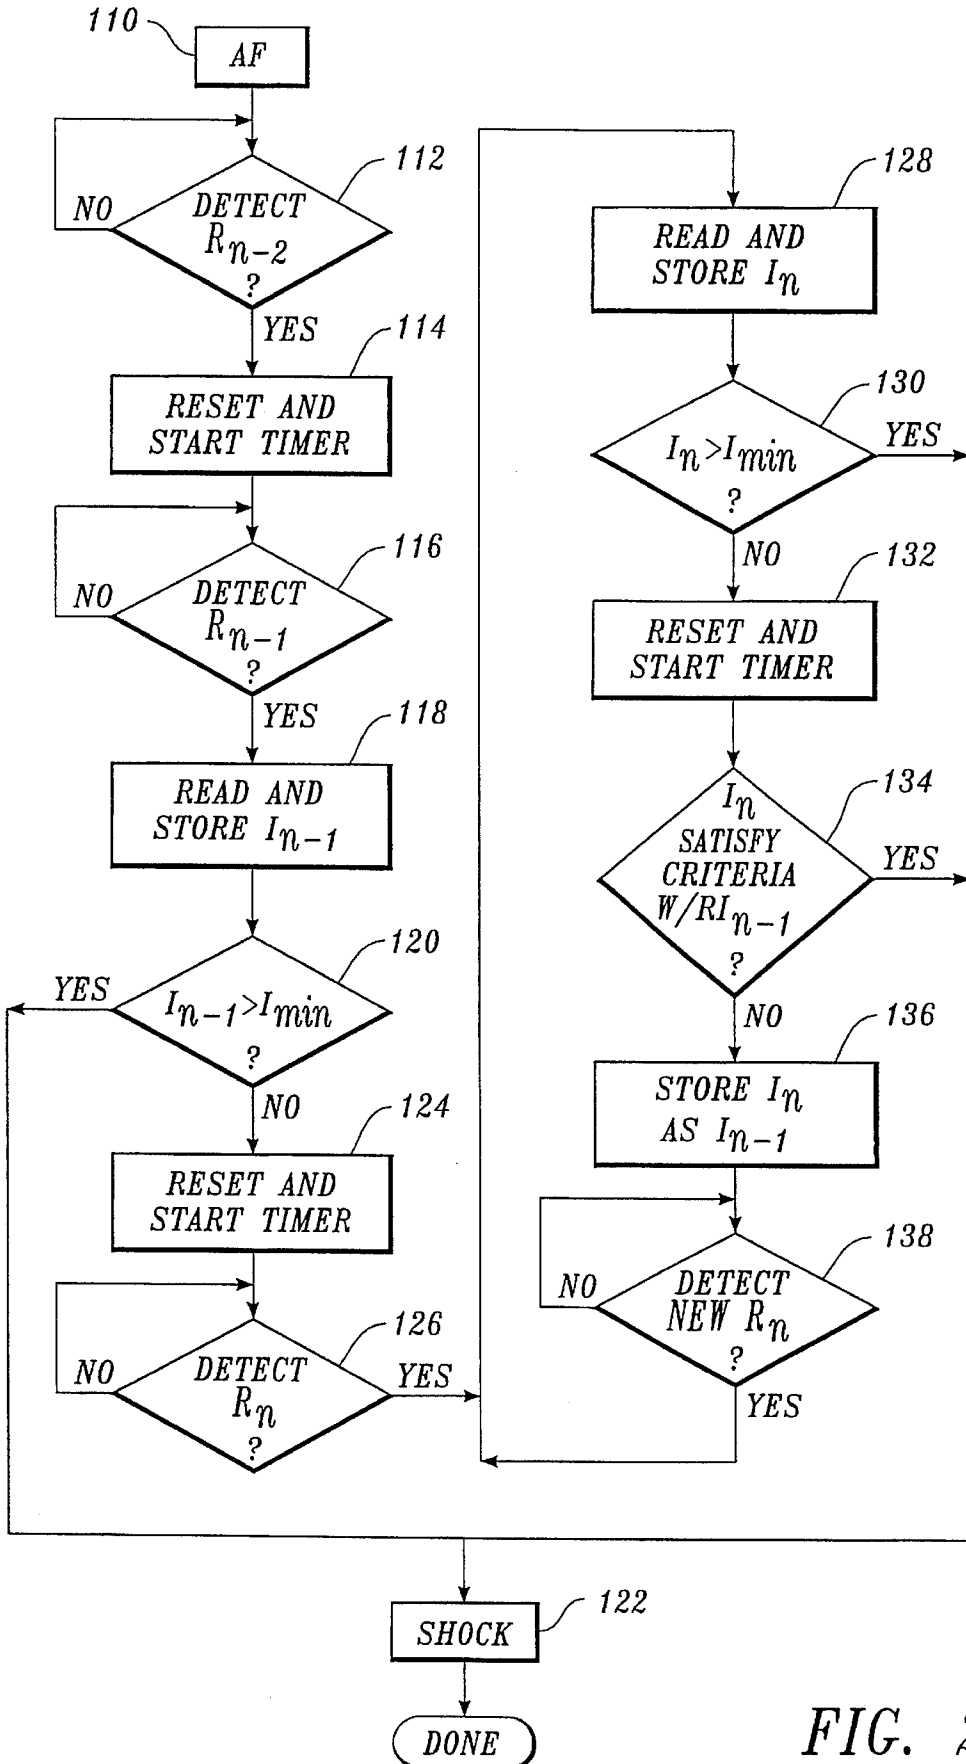 110
AF
112
DETECT
Rn-2
?
NO
YES
114
RESET AND
START TIMER
116
DETECT
Rn-1
?
NO
YES
118
READ AND
STORE In-1
120
In-1>Imin
?
YES
NO
124
RESET AND
START TIMER
126
DETECT
Rn
?
NO
YES
128
READ AND
STORE In
130
In>Imin
?
YES
NO
132
RESET AND
START TIMER
134
In
SATISFY
CRITERIA
W/RIn-1
?
YES
NO
136
STORE In
AS In-1
138
DETECT
NEW Rn
?
NO
YES
122
SHOCK
DONE
FIG. 2